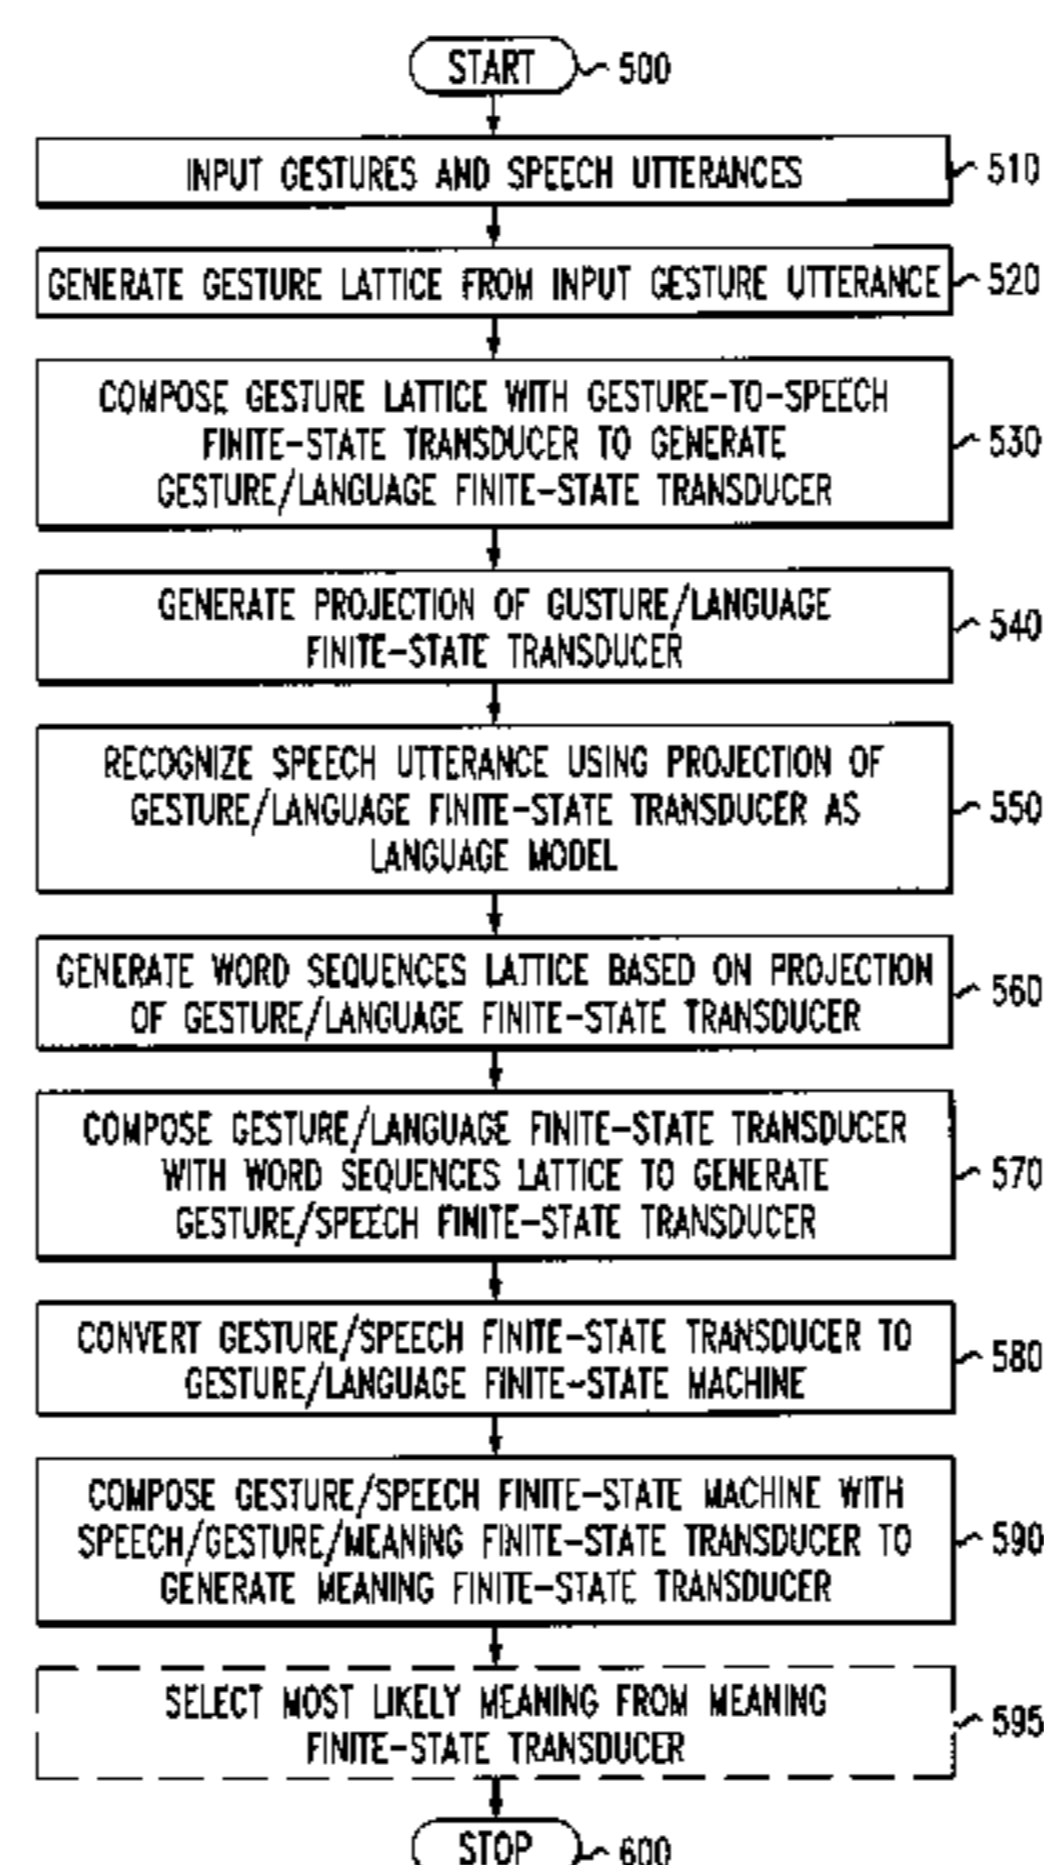 START 500
INPUT GESTURES AND SPEECH UTTERANCES 510
GENERATE GESTURE LATTICE FROM INPUT GESTURE UTTERANCE 520
COMPOSE GESTURE LATTICE WITH GESTURE-TO-SPEECH
FINITE-STATE TRANSDUCER TO GENERATE 530
GESTURE/LANGUAGE FINITE-STATE TRANSDUCER
GENERATE PROJECTION OF GUSTURE/LANGUAGE
FINITE-STATE TRANSDUCER 540
RECOGNIZE SPEECH UTTERANCE USING PROJECTION OF
GESTURE/LANGUAGE FINITE-STATE TRANSDUCER AS 550
LANGUAGE MODEL
GENERATE WORD SEQUENCES LATTICE BASED ON PROJECTION
OF GESTURE/LANGUAGE FINITE-STATE TRANSDUCER 560
COMPOSE GESTURE/LANGUAGE FINITE-STATE TRANSDUCER
WITH WORD SEQUENCES LATTICE TO GENERATE 570
GESTURE/SPEECH FINITE-STATE TRANSDUCER
CONVERT GESTURE/SPEECH FINITE-STATE TRANSDUCER TO
GESTURE/LANGUAGE FINITE-STATE MACHINE 580
COMPOSE GESTURE/SPEECH FINITE-STATE MACHINE WITH
SPEECH/GESTURE/MEANING FINITE-STATE TRANSDUCER TO 590
GENERATE MEANING FINITE-STATE TRANSDUCER
SELECT MOST LIKELY MEANING FROM MEANING
FINITE-STATE TRANSDUCER 595
STOP 600